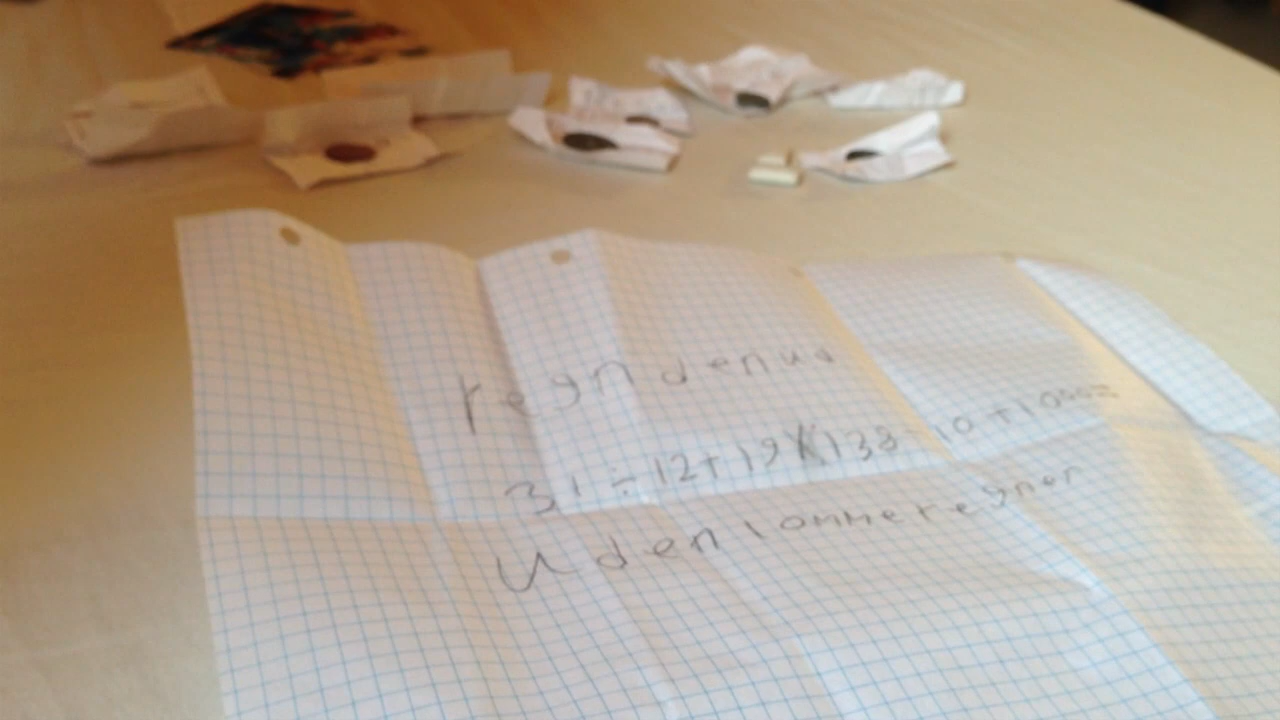 regn den ud
31÷12+19X138-10+1000=
Uden lommeregner